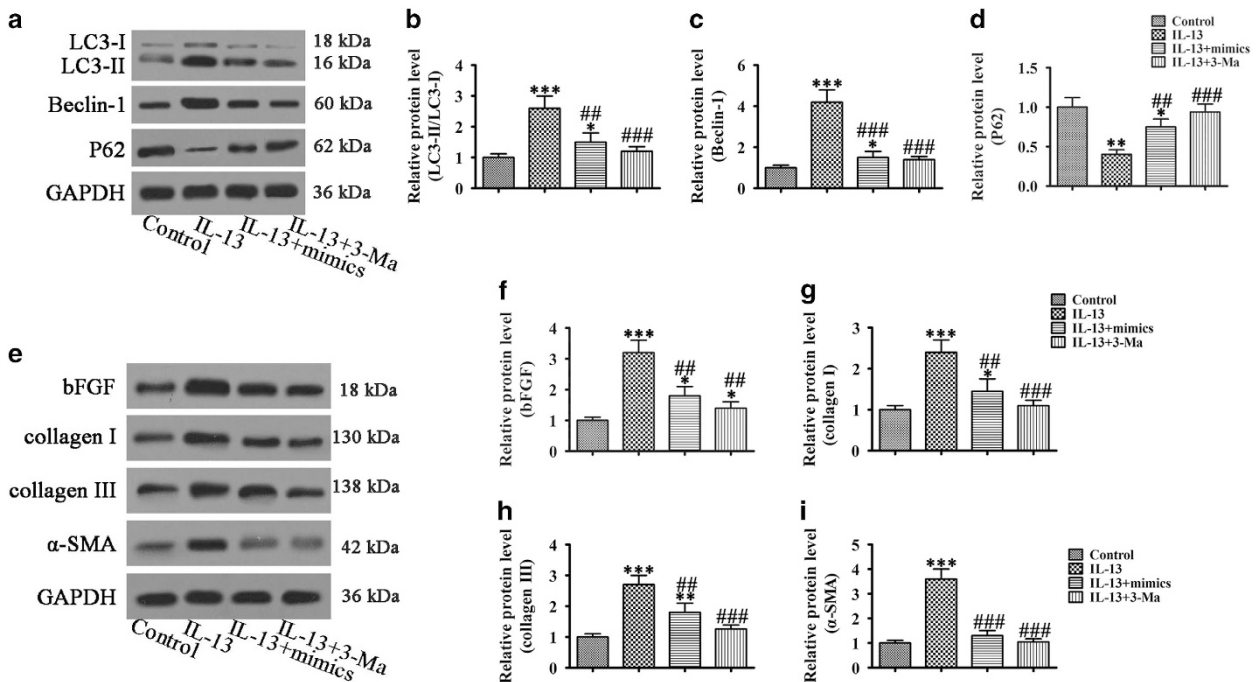 a
LC3-I 18 kDa
LC3-II 16 kDa
Beclin-1 60 kDa
P62 62 kDa
GAPDH 36 kDa
Control
IL-13
IL-13+mimics
IL-13+3-Ma
b
Relative protein level
(LC3-II/LC3-I)
4
3
2
1
0
***
##
*
###
c
Relative protein level
(Beclin-1)
6
4
2
0
***
###
*
###
d
Relative protein level
(P62)
1.5
1.0
0.5
0.0
**
##
*
###
Control
IL-13
IL-13+mimics
IL-13+3-Ma
e
bFGF 18 kDa
collagen I 130 kDa
collagen III 138 kDa
α-SMA 42 kDa
GAPDH 36 kDa
Control
IL-13
IL-13+mimics
IL-13+3-Ma
f
Relative protein level
(bFGF)
4
3
2
1
0
***
##
*
##
*
g
Relative protein level
(collagen I)
3
2
1
0
***
##
*
###
Control
IL-13
IL-13+mimics
IL-13+3-Ma
h
Relative protein level
(collagen III)
4
3
2
1
0
***
##
**
###
i
Relative protein level
(α-SMA)
5
4
3
2
1
0
***
###
###
Control
IL-13
IL-13+mimics
IL-13+3-Ma